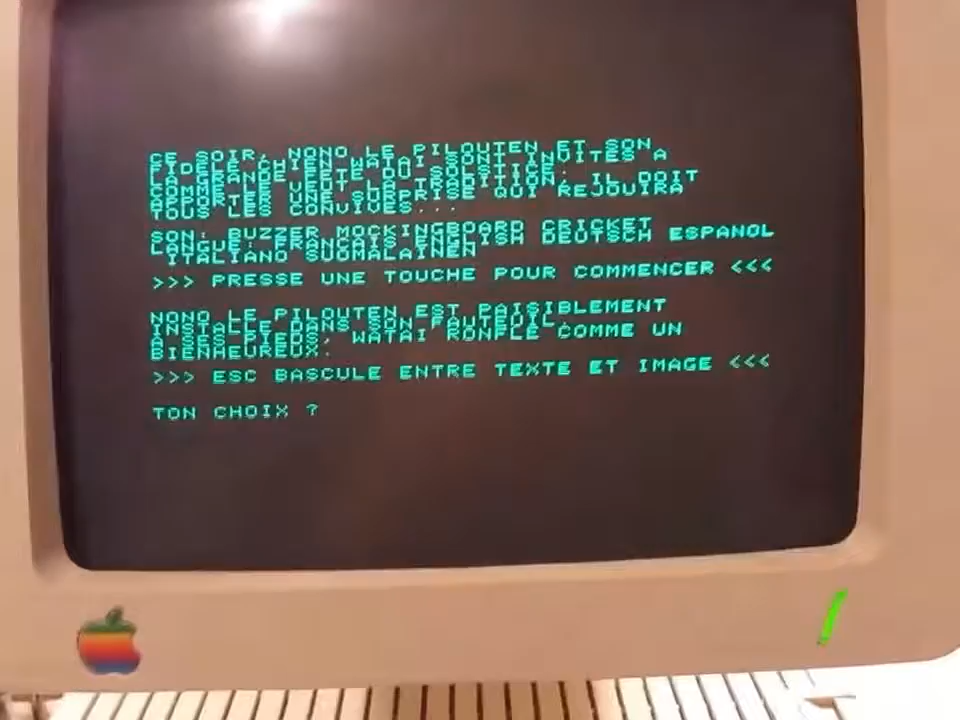 CE SOIR, NONO LE PILOUTEN ET SON
FIDELE CHIEN WATAI SONT INVITES A
LA GRANDE FETE DU SOLSTICE. IL DOIT
COMME LE VEUT LA TRADITION,
APPORTER UNE SURPRISE QUI REJOUIRA
TOUS LES CONVIVES...
SON: BUZZER MOCKINGBOARD CRICKET
LANGUE: FRANCAIS ENGLISH DEUTSCH ESPANOL
ITALIANO SUOMALAINEN
>>> PRESSE UNE TOUCHE POUR COMMENCER <<<
NONO LE PILOUTEN EST PAISIBLEMENT
INSTALLE DANS SON FAUTEUIL.
A SES PIEDS, WATAI RONFLE COMME UN
BIENHEUREUX.
>>> ESC BASCULE ENTRE TEXTE ET IMAGE <<<
TON CHOIX ?